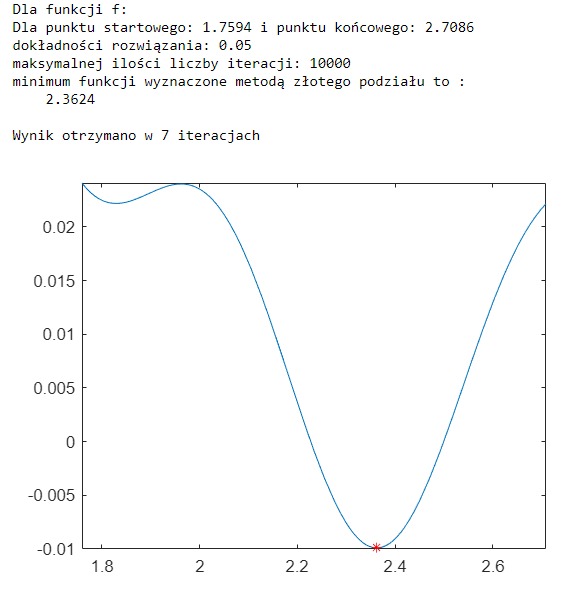 Dla funkcji f:
Dla punktu startowego: 1.7594 i punktu końcowego: 2.7086
dokładności rozwiązania: 0.05
maksymalnej ilości liczby iteracji: 10000
minimum funkcji wyznaczone metodą złotego podziału to :
2.3624
Wynik otrzymano w 7 iteracjach
0.02
0.015
0.01
0.005
0
-0.005
-0.01
1.8 2 2.2 2.4 2.6